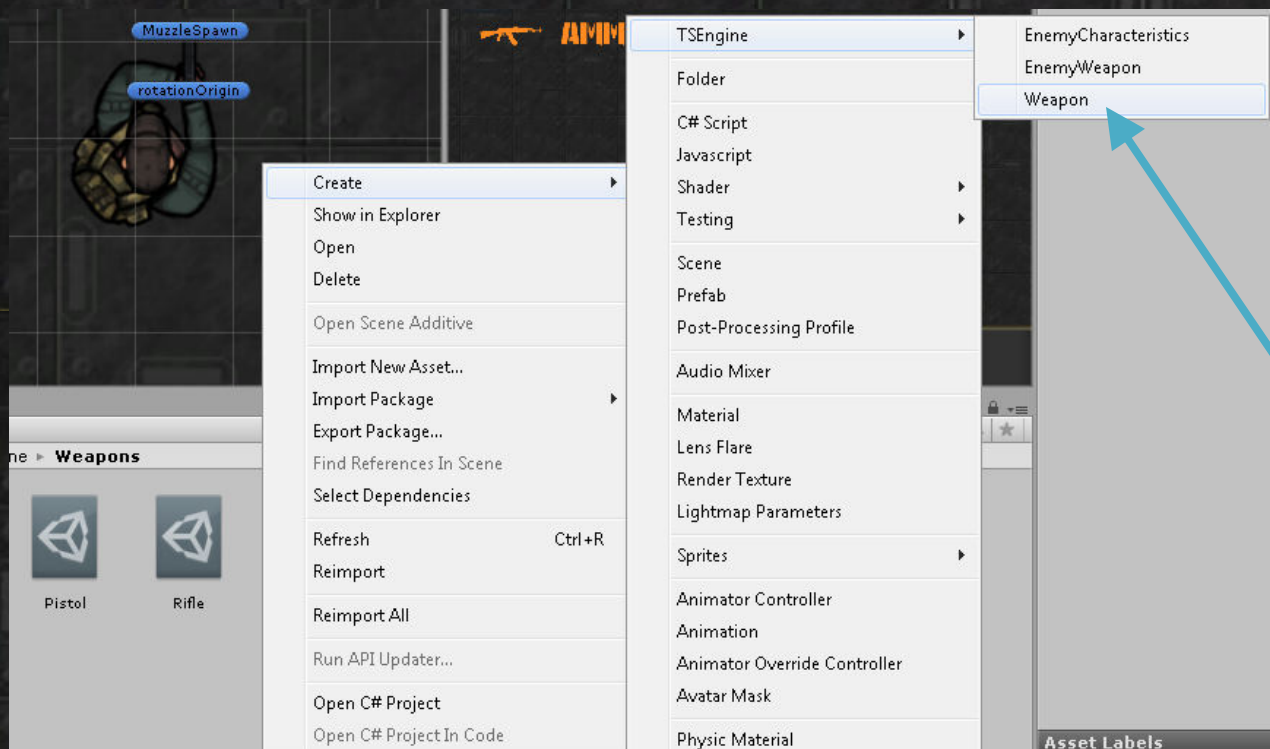 MuzzleSpawn
rotationOrigin
Create
Show in Explorer
Open
Delete
Open Scene Additive
Import New Asset...
Import Package
Export Package...
Find References In Scene
Select Dependencies
Refresh Ctrl+R
Reimport
Reimport All
Run API Updater...
Open C# Project
Open C# Project In Code
TSEngine
Folder
C# Script
Javascript
Shader
Testing
Scene
Prefab
Post-Processing Profile
Audio Mixer
Material
Lens Flare
Render Texture
Lightmap Parameters
Sprites
Animator Controller
Animation
Animator Override Controller
Avatar Mask
Physic Material
EnemyCharacteristics
EnemyWeapon
Weapon
ne ▸ Weapons
Pistol
Rifle
Asset Labels